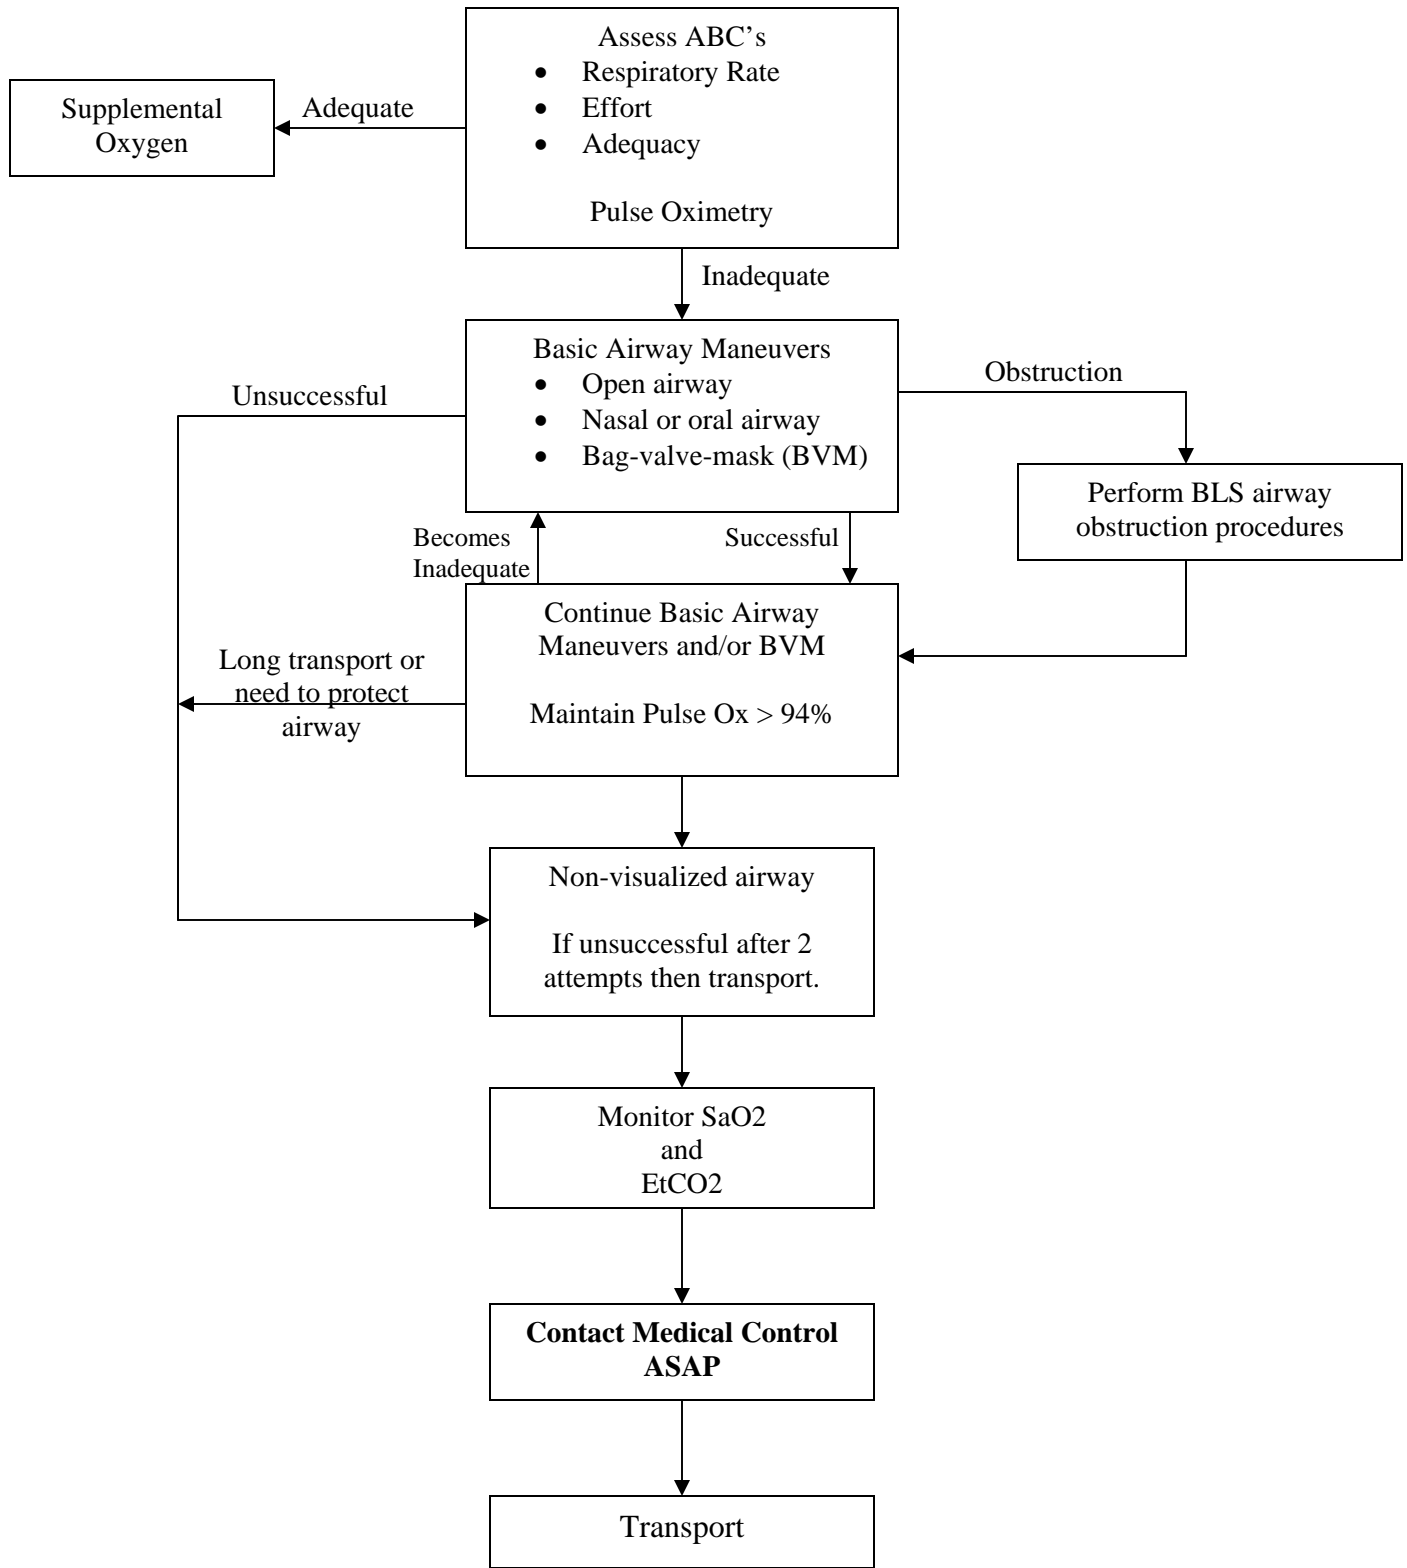 Assess ABC’s
• Respiratory Rate
• Effort
• Adequacy
Pulse Oximetry
Adequate
Supplemental
Oxygen
Inadequate
Basic Airway Maneuvers
• Open airway
• Nasal or oral airway
• Bag-valve-mask (BVM)
Unsuccessful
Obstruction
Perform BLS airway
obstruction procedures
Becomes
Inadequate
Successful
Continue Basic Airway
Maneuvers and/or BVM
Maintain Pulse Ox > 94%
Long transport or
need to protect
airway
Non-visualized airway
If unsuccessful after 2
attempts then transport.
Monitor SaO2
and
EtCO2
Contact Medical Control
ASAP
Transport